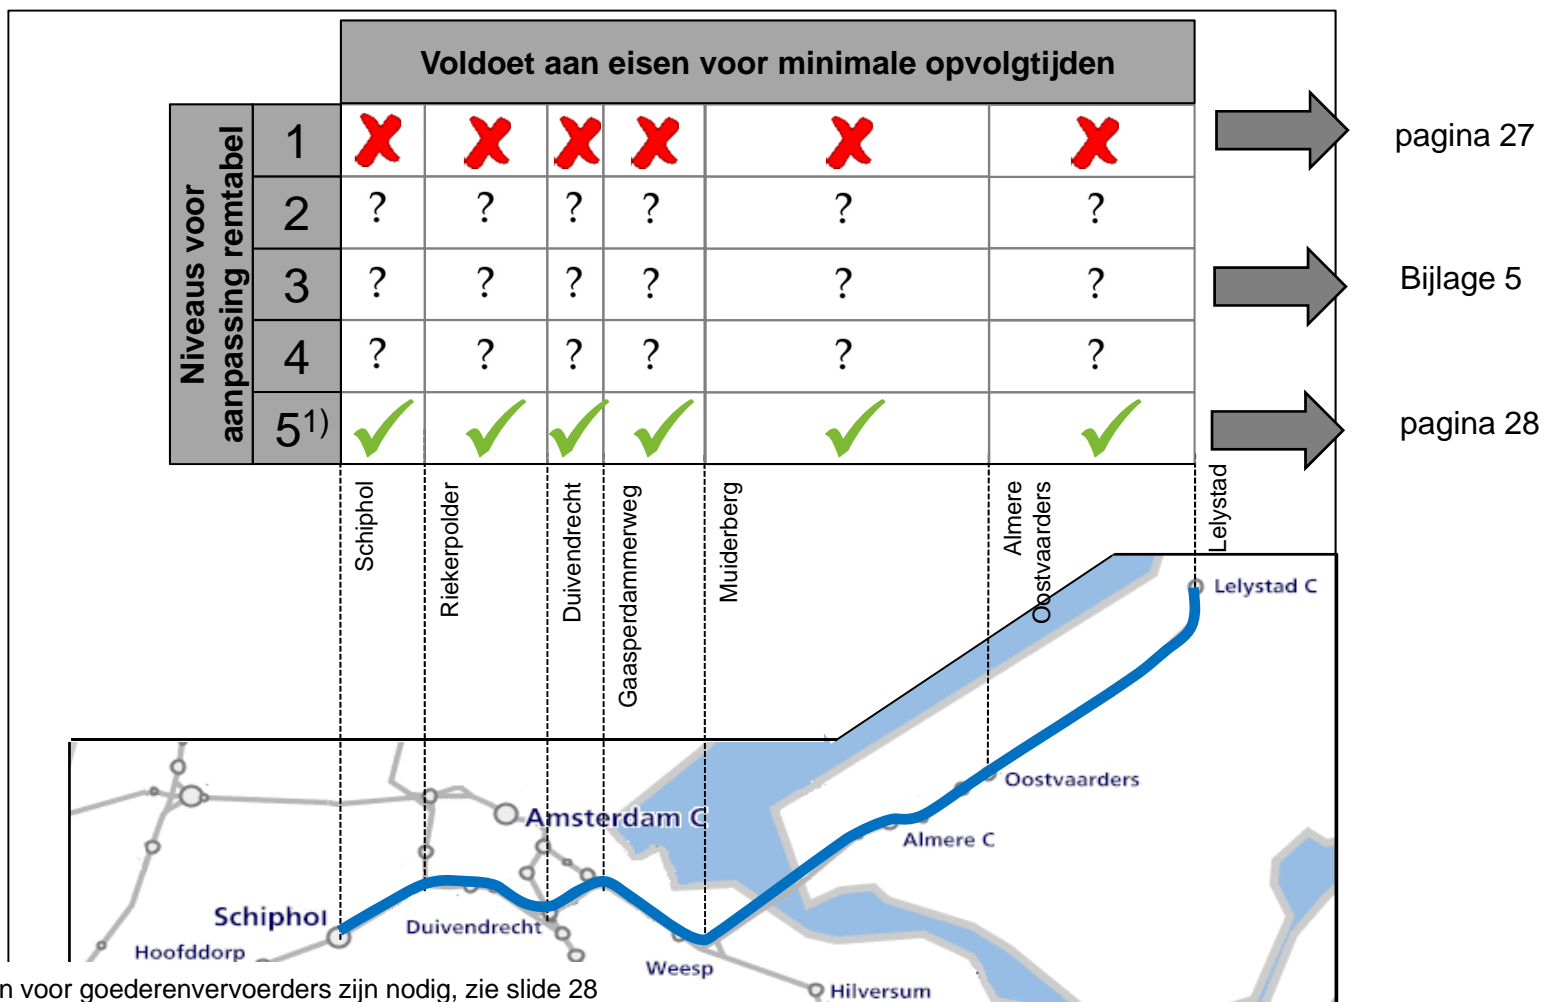 Voldoet aan eisen voor minimale opvolgtijden
Niveaus voor
aanpassing remtabel
1
pagina 27
2
? ? ? ? ? ?
3
? ? ? ? ? ?
Bijlage 5
4
? ? ? ? ? ?
5¹⁾
pagina 28
Schiphol
Riekerpolder
Duivendrecht
Gaasperdammerweg
Muiderberg
Almere
Oostvaarders
Lelystad
Lelystad C
Oostvaarders
Amsterdam C
Almere C
Schiphol
Duivendrecht
Hoofddorp
Weesp
Hilversum
n voor goederenvervoerders zijn nodig, zie slide 28